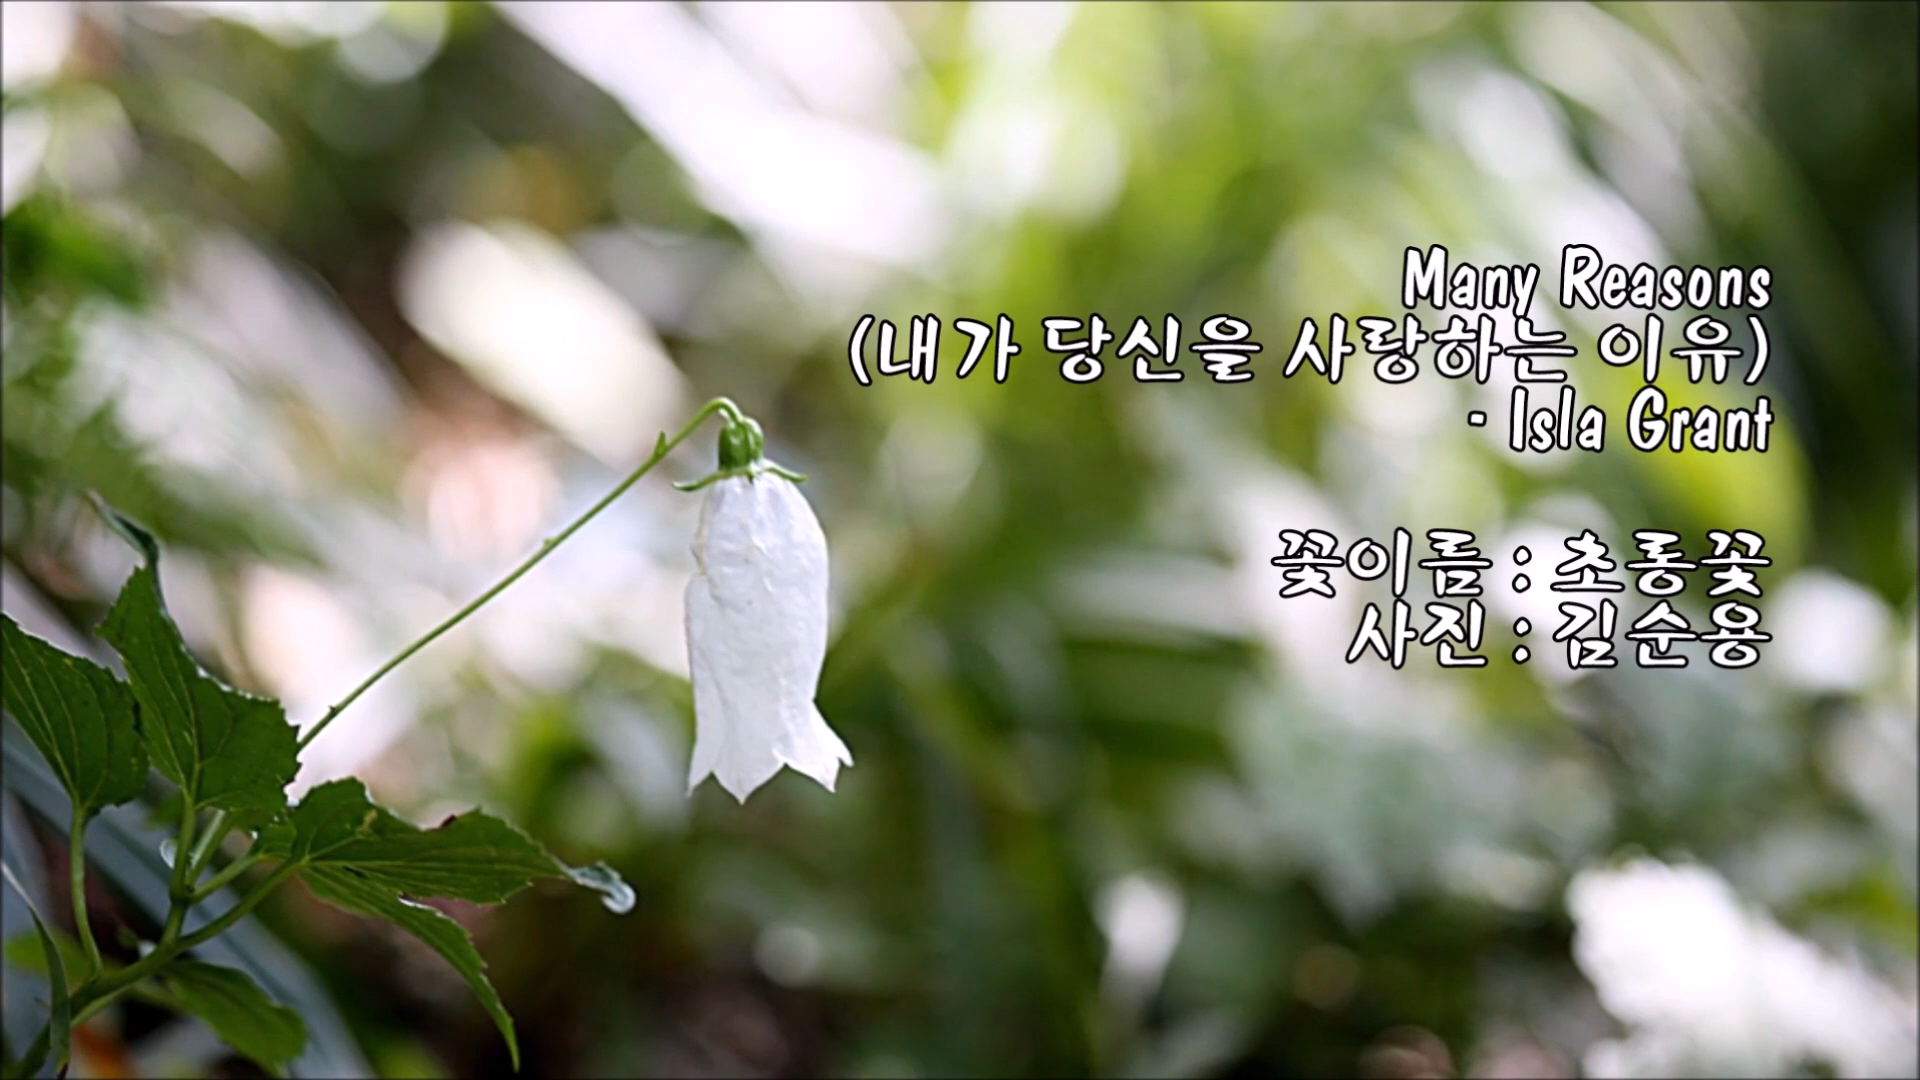 Many Reasons
(내가 당신을 사랑하는 이유)
- Isla Grant
꽃이름 : 초롱꽃
사진 : 김순용